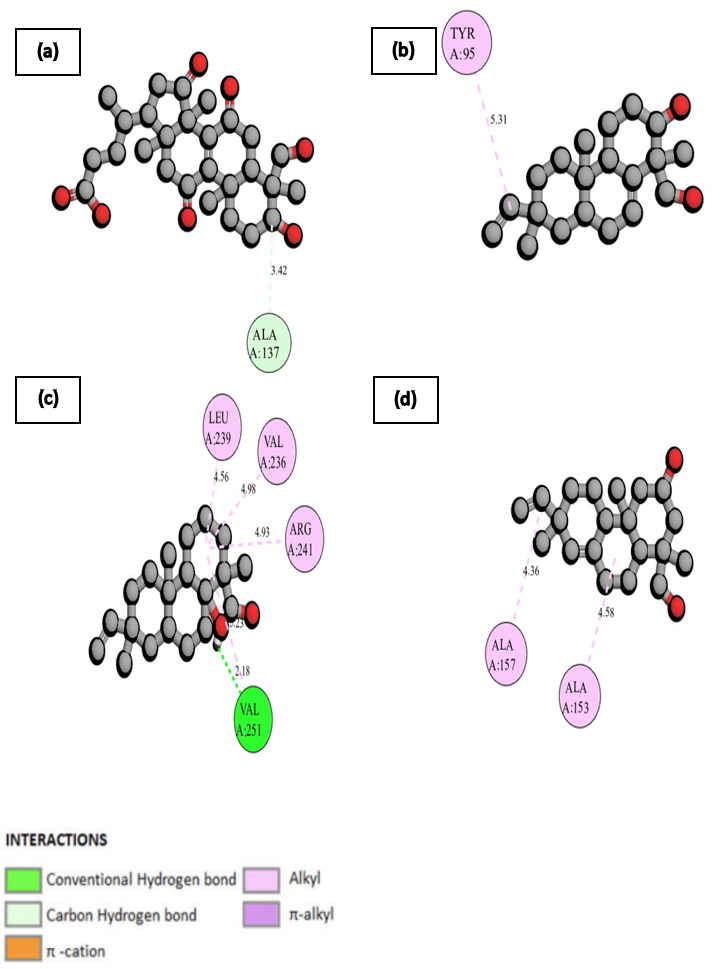 (a)
(b)
TYR
A:95
5.31
3.42
ALA
A:137
(c)
(d)
LEU
A:239
VAL
A:236
4.56
4.98
4.93
ARG
A:241
2.18
VAL
A:251
4.36
4.58
ALA
A:157
ALA
A:153
INTERACTIONS
Conventional Hydrogen bond
Alkyl
Carbon Hydrogen bond
π-alkyl
π -cation